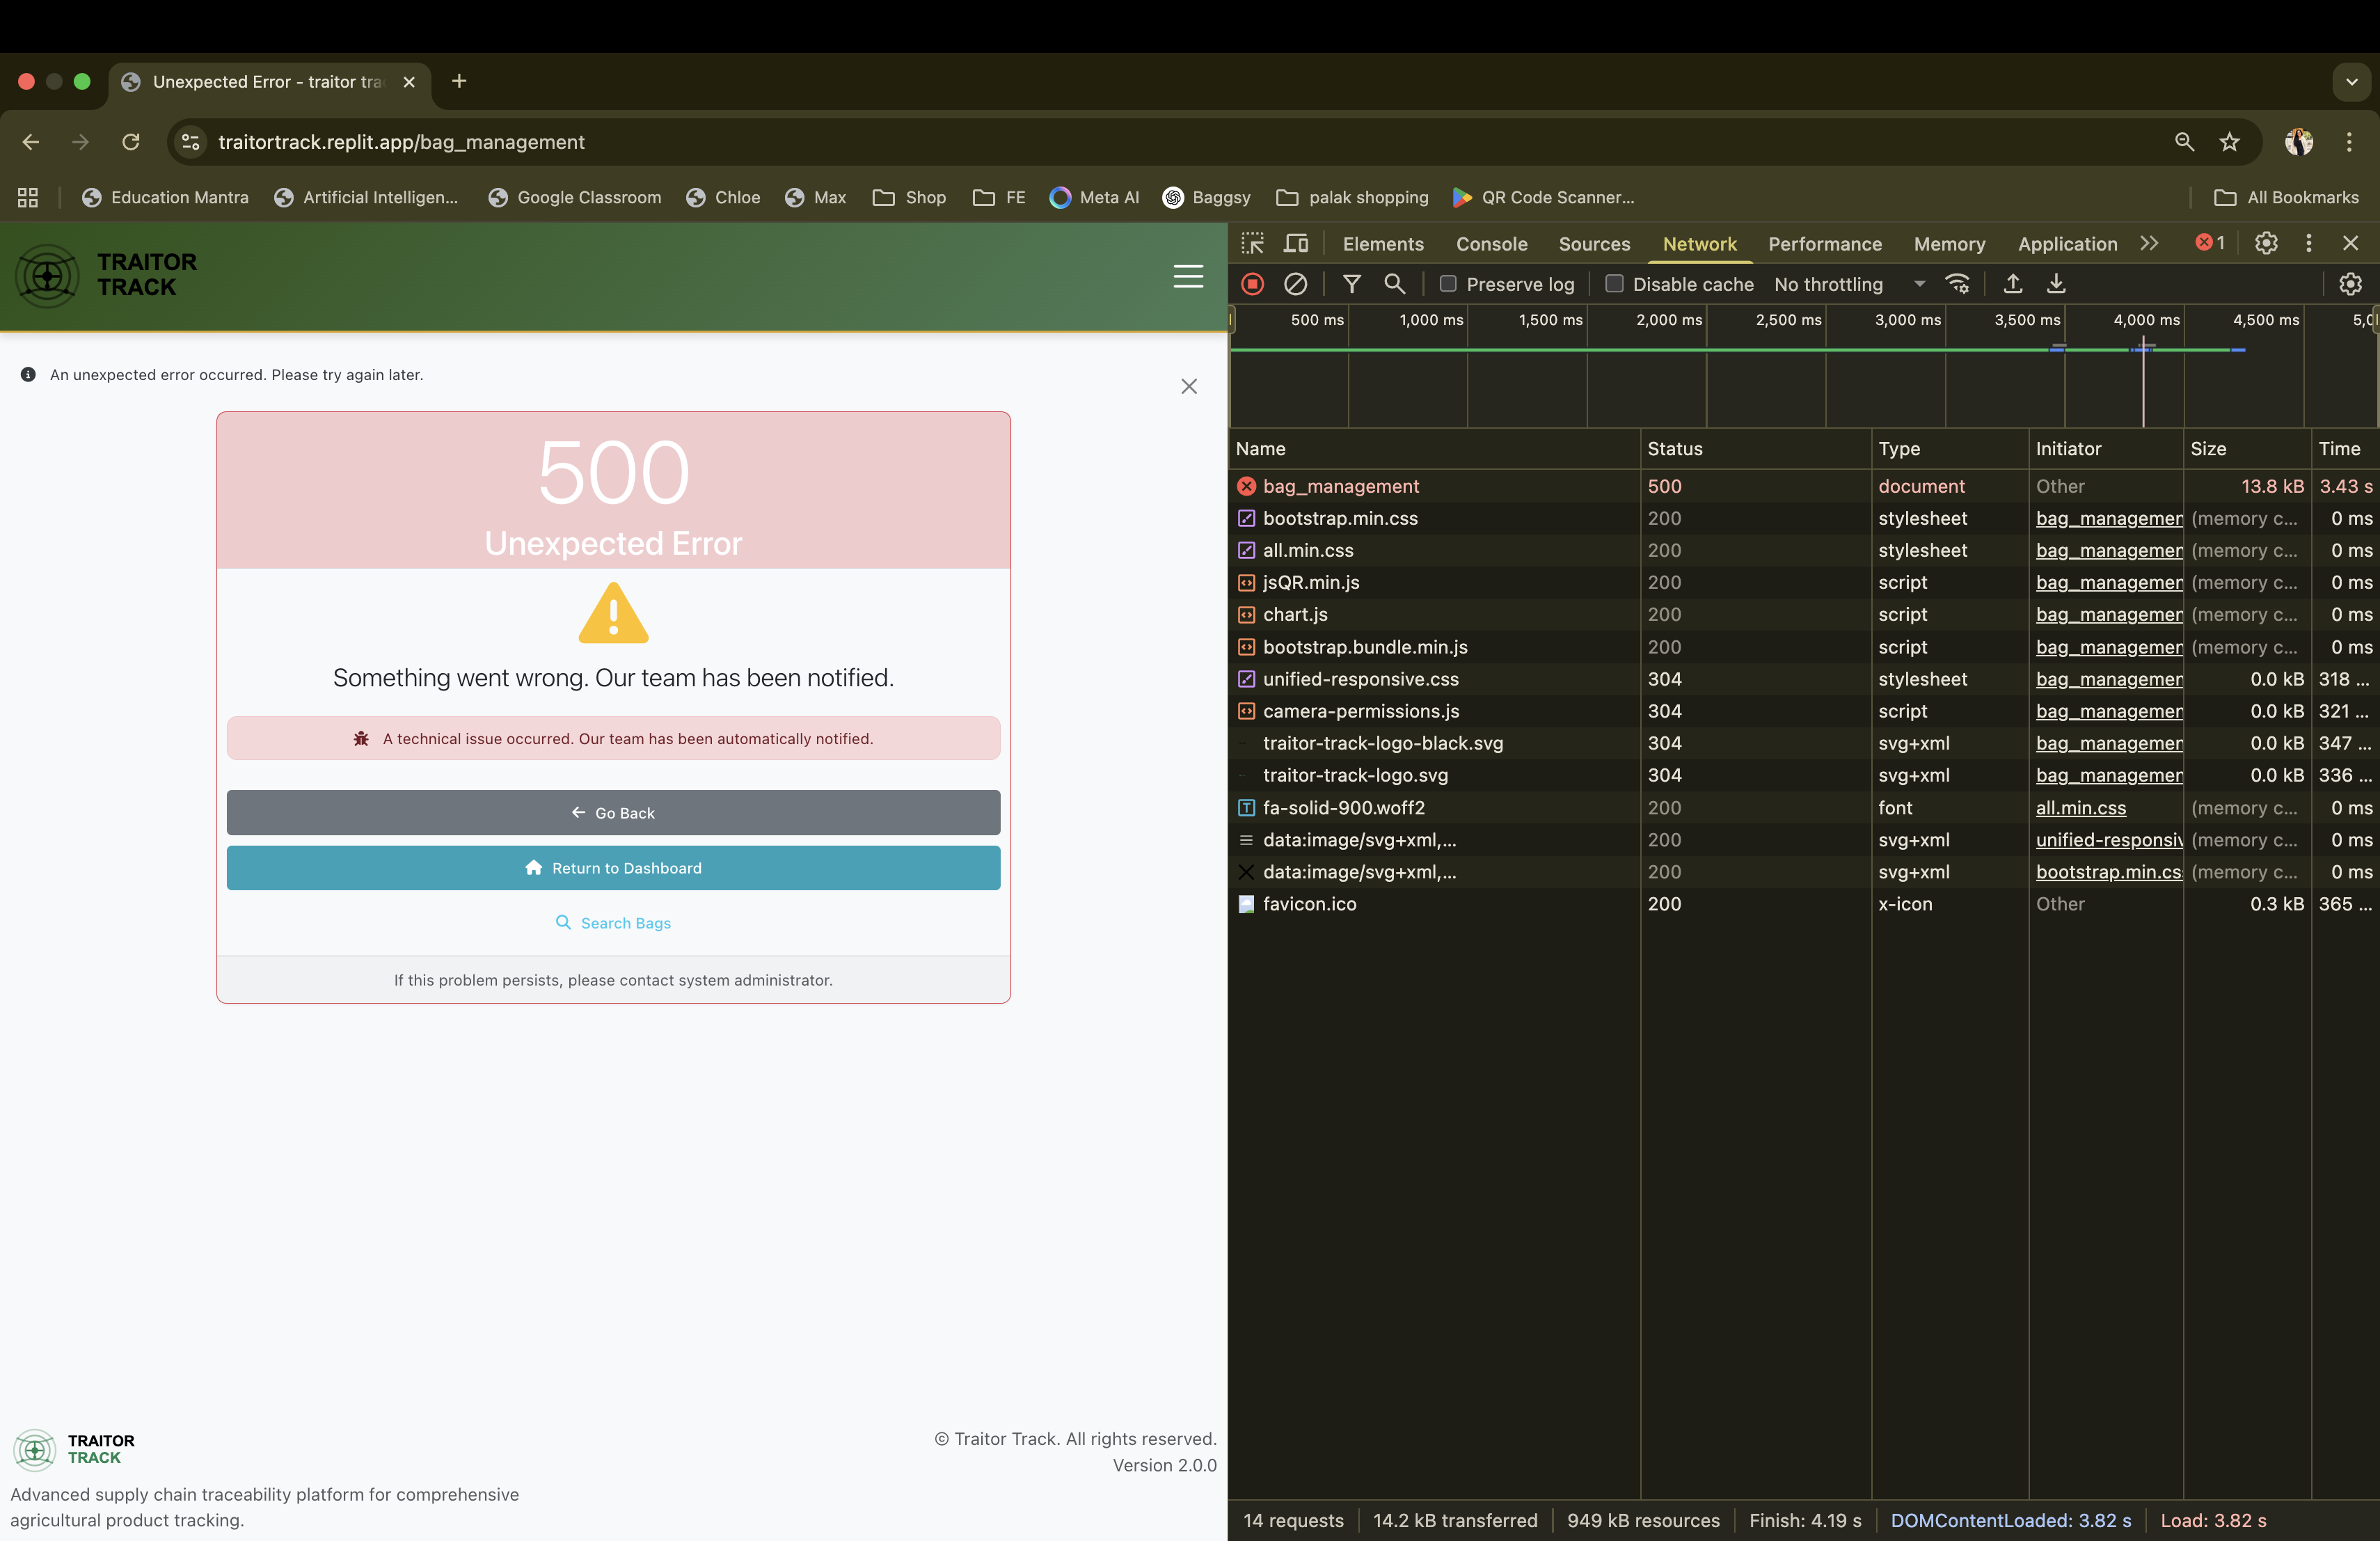 Unexpected Error - traitor tra
traitortrack.replit.app/bag_management
Education Mantra
Artificial Intelligen...
Google Classroom
Chloe
Max
Shop
FE
Meta AI
Baggsy
palak shopping
QR Code Scanner...
All Bookmarks
TRAITOR
TRACK
An unexpected error occurred. Please try again later.
500
Unexpected Error
Something went wrong. Our team has been notified.
A technical issue occurred. Our team has been automatically notified.
Go Back
Return to Dashboard
Search Bags
If this problem persists, please contact system administrator.
TRAITOR
TRACK
Advanced supply chain traceability platform for comprehensive
agricultural product tracking.
© Traitor Track. All rights reserved.
Version 2.0.0
Elements Console Sources Network Performance Memory Application 1
Preserve log Disable cache No throttling
500 ms 1,000 ms 1,500 ms 2,000 ms 2,500 ms 3,000 ms 3,500 ms 4,000 ms 4,500 ms 5,0
Name Status Type Initiator Size Time
bag_management 500 document Other 13.8 kB 3.43 s
bootstrap.min.css 200 stylesheet bag_managemen (memory c... 0 ms
all.min.css 200 stylesheet bag_managemen (memory c... 0 ms
jsQR.min.js 200 script bag_managemen (memory c... 0 ms
chart.js 200 script bag_managemen (memory c... 0 ms
bootstrap.bundle.min.js 200 script bag_managemen (memory c... 0 ms
unified-responsive.css 304 stylesheet bag_managemen 0.0 kB 318 ...
camera-permissions.js 304 script bag_managemen 0.0 kB 321 ...
traitor-track-logo-black.svg 304 svg+xml bag_managemen 0.0 kB 347 ...
traitor-track-logo.svg 304 svg+xml bag_managemen 0.0 kB 336 ...
fa-solid-900.woff2 200 font all.min.css (memory c... 0 ms
data:image/svg+xml,... 200 svg+xml unified-responsiv (memory c... 0 ms
data:image/svg+xml,... 200 svg+xml bootstrap.min.cs (memory c... 0 ms
favicon.ico 200 x-icon Other 0.3 kB 365 ...
14 requests 14.2 kB transferred 949 kB resources Finish: 4.19 s DOMContentLoaded: 3.82 s Load: 3.82 s